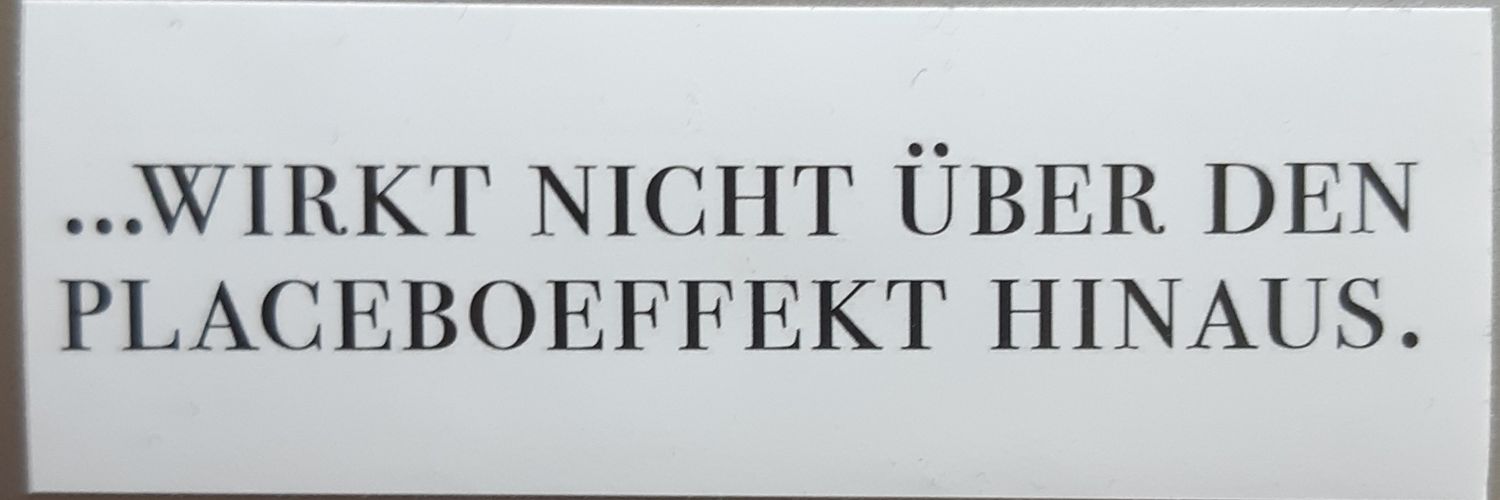 ...WIRKT NICHT ÜBER DEN
PLACEBOEFFEKT HINAUS.